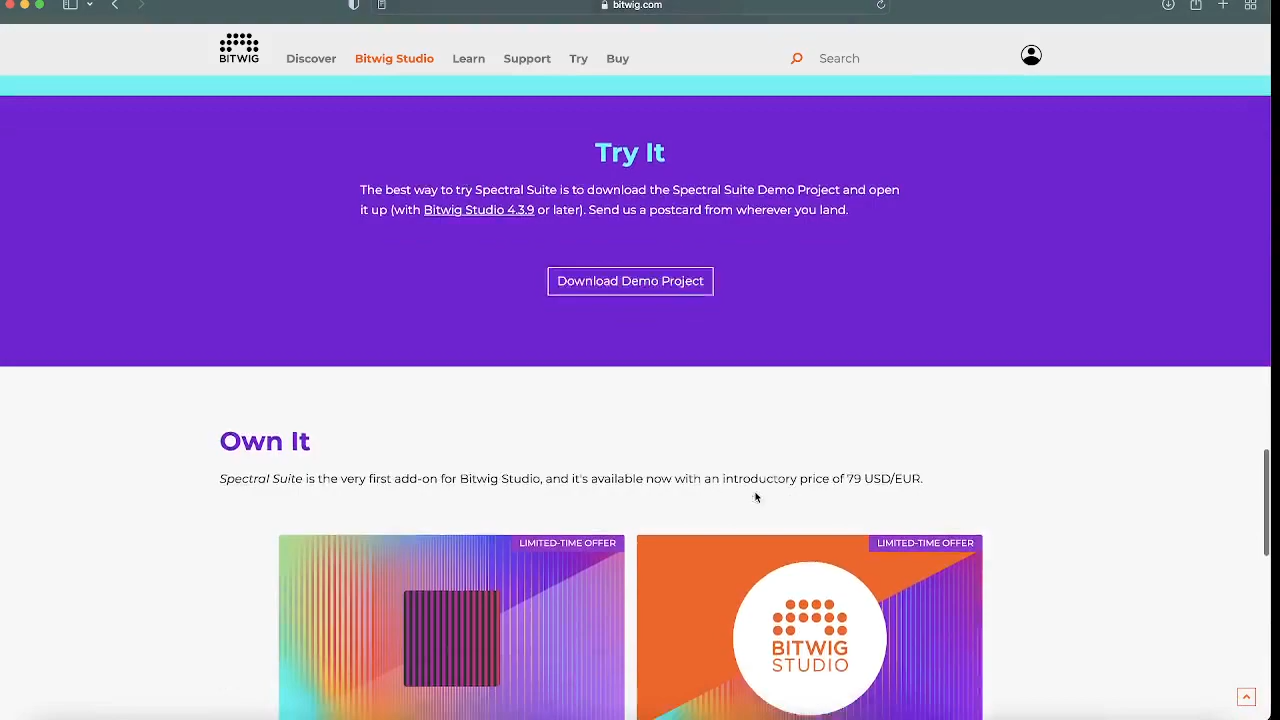 bitwig.com
BITWIG
Discover
Bitwig Studio
Learn
Support
Try
Buy
Search
Try It
The best way to try Spectral Suite is to download the Spectral Suite Demo Project and open
it up (with Bitwig Studio 4.3.9 or later). Send us a postcard from wherever you land.
Download Demo Project
Own It
Spectral Suite is the very first add-on for Bitwig Studio, and it's available now with an introductory price of 79 USD/EUR.
LIMITED-TIME OFFER
LIMITED-TIME OFFER
BITWIG
STUDIO